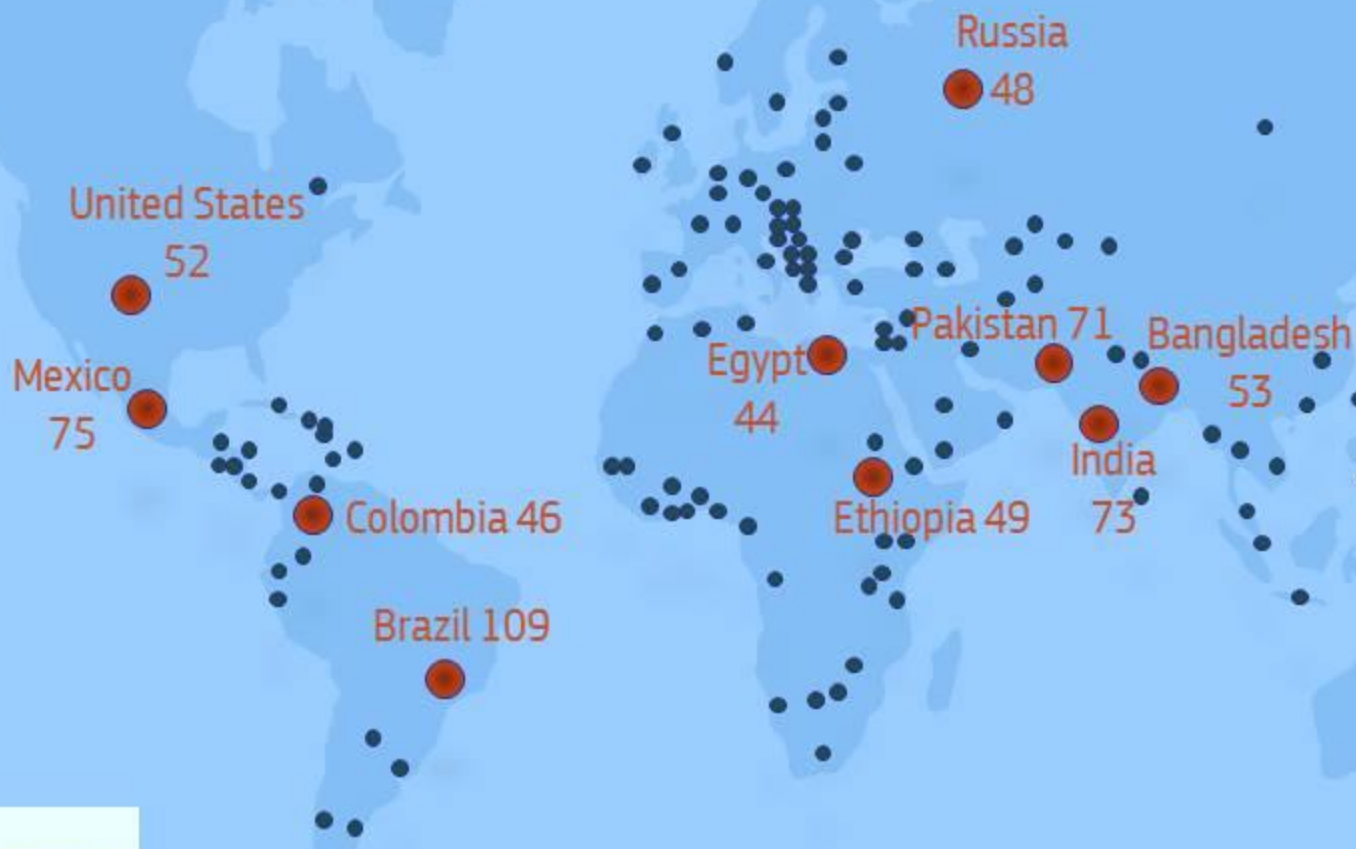 Russia
48
United States
52
Pakistan 71
Bangladesh
53
Egypt
44
Mexico
75
India
73
Colombia 46
Ethiopia 49
Brazil 109